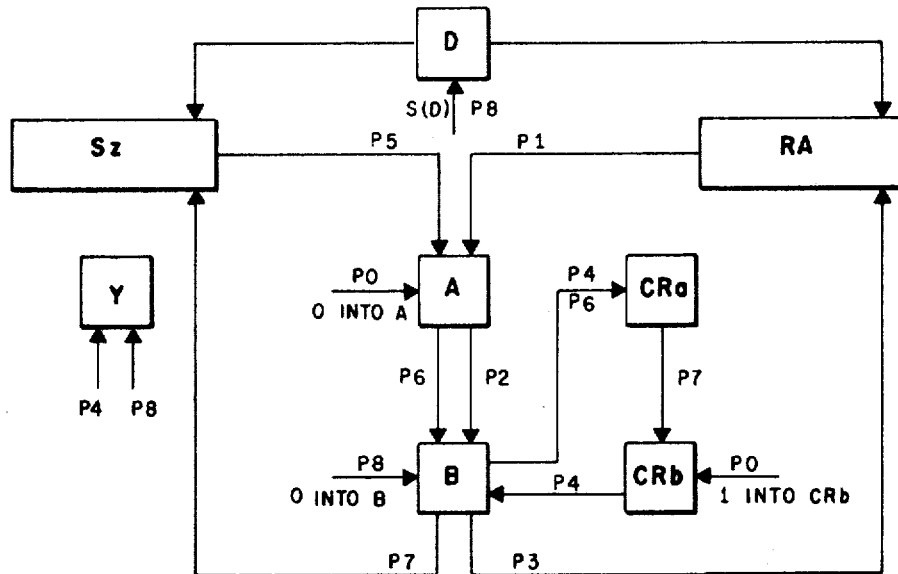 D
S(D) P8
Sz
P5
P1
RA
Y
P4 P8
P0
0 INTO A
A
P4
P6
CRa
P6
P2
P7
P8
0 INTO B
B
P4
CRb
P0
1 INTO CRb
P7
P3